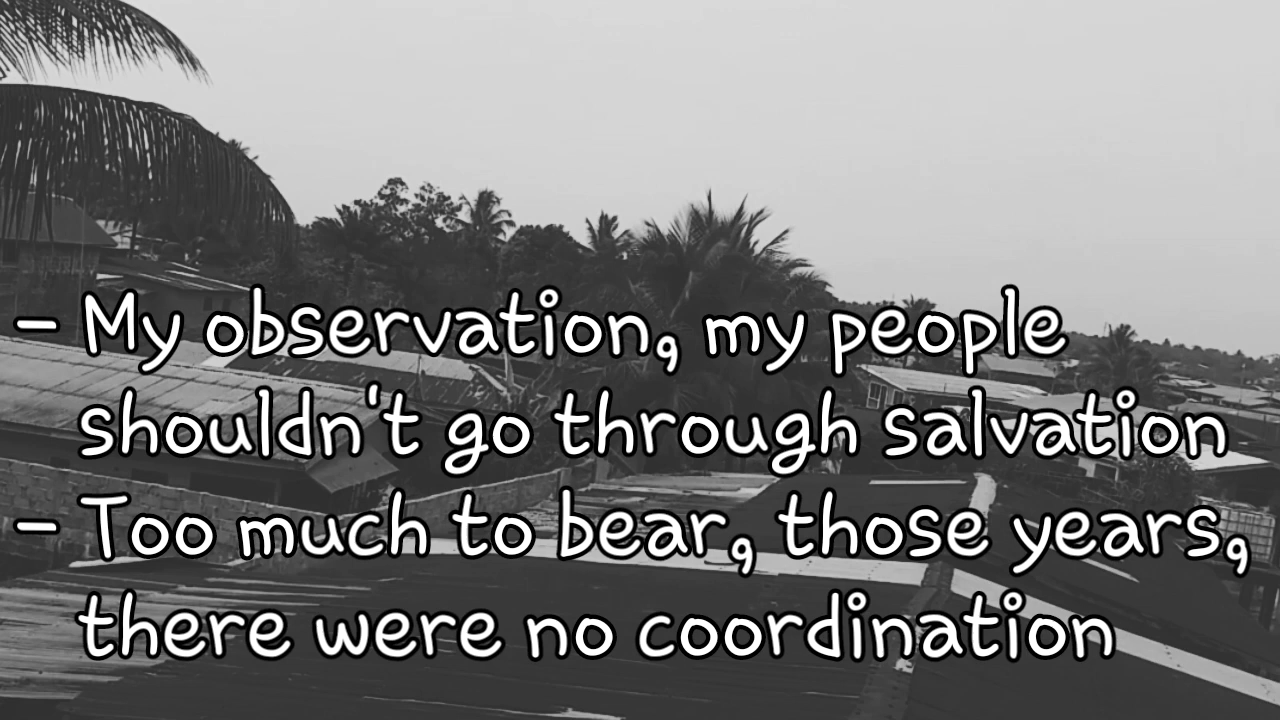 - My observation, my people
shouldn't go through salvation
- Too much to bear, those years,
there were no coordination